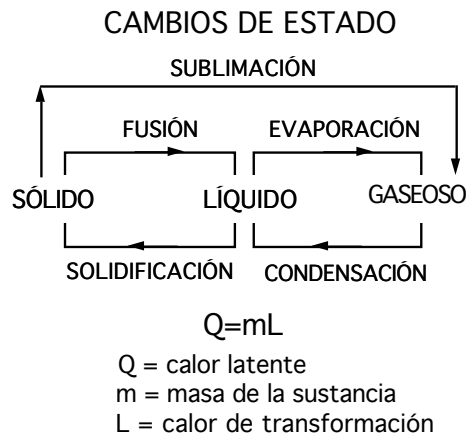 CAMBIOS DE ESTADO
SUBLIMACIÓN
FUSIÓN EVAPORACIÓN
SÓLIDO LÍQUIDO GASEOSO
SOLIDIFICACIÓN CONDENSACIÓN
Q=mL
Q = calor latente
m = masa de la sustancia
L = calor de transformación